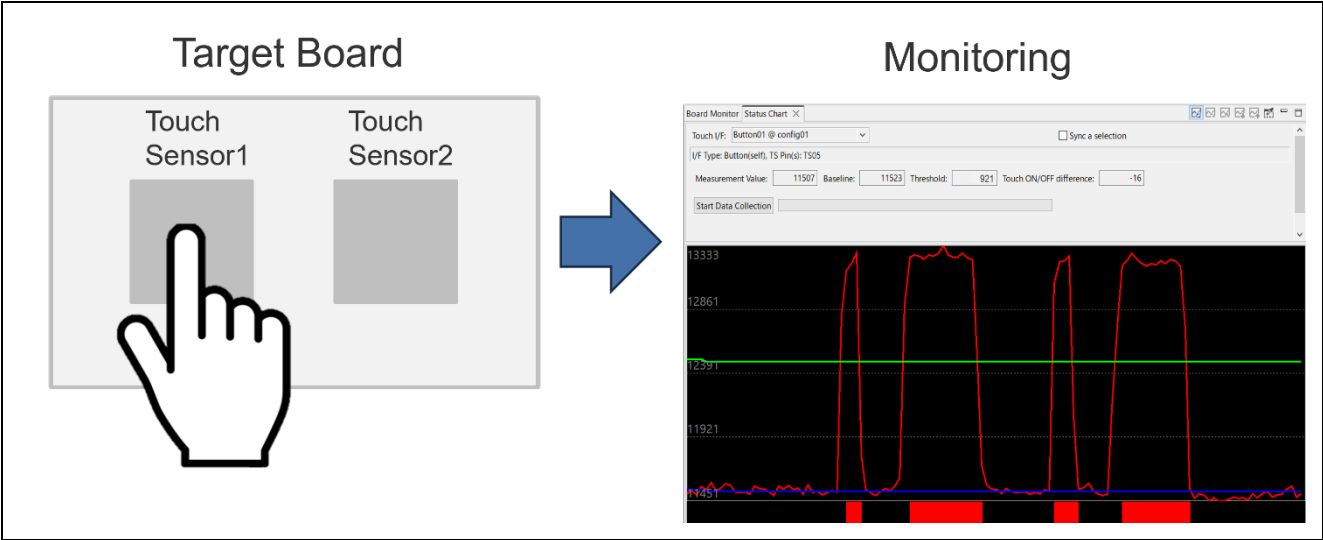 Target Board
Touch
Sensor1
Touch
Sensor2
Monitoring
Board Monitor Status Chart
Touch I/F: Button01 @ config01 Sync a selection
I/F Type: Button(self), TS Pin(s): TS05
Measurement Value: 11507 Baseline: 11523 Threshold: 921 Touch ON/OFF difference: -16
Start Data Collection
13333
12861
12391
11921
11451